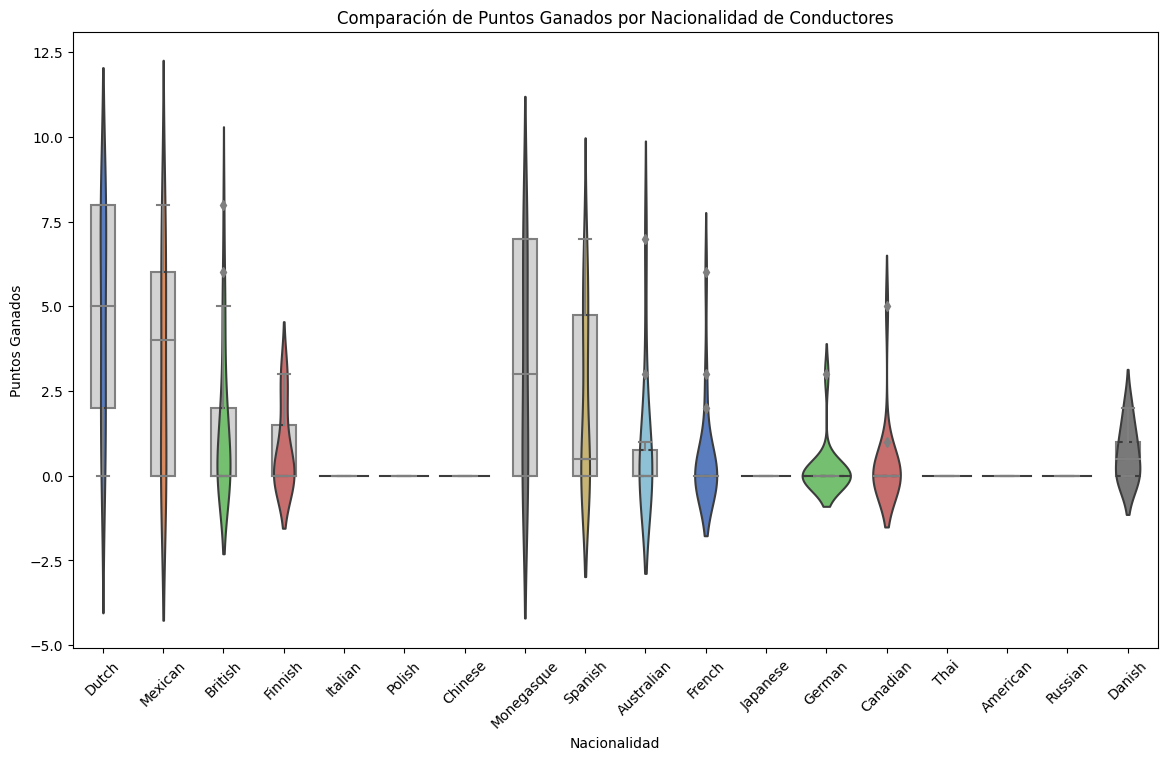 Comparación de Puntos Ganados por Nacionalidad de Conductores
Puntos Ganados
12.5
10.0
7.5
5.0
2.5
0.0
−2.5
−5.0
Dutch
Mexican
British
Finnish
Italian
Polish
Chinese
Monegasque
Spanish
Australian
French
Japanese
German
Canadian
Thai
American
Russian
Danish
Nacionalidad